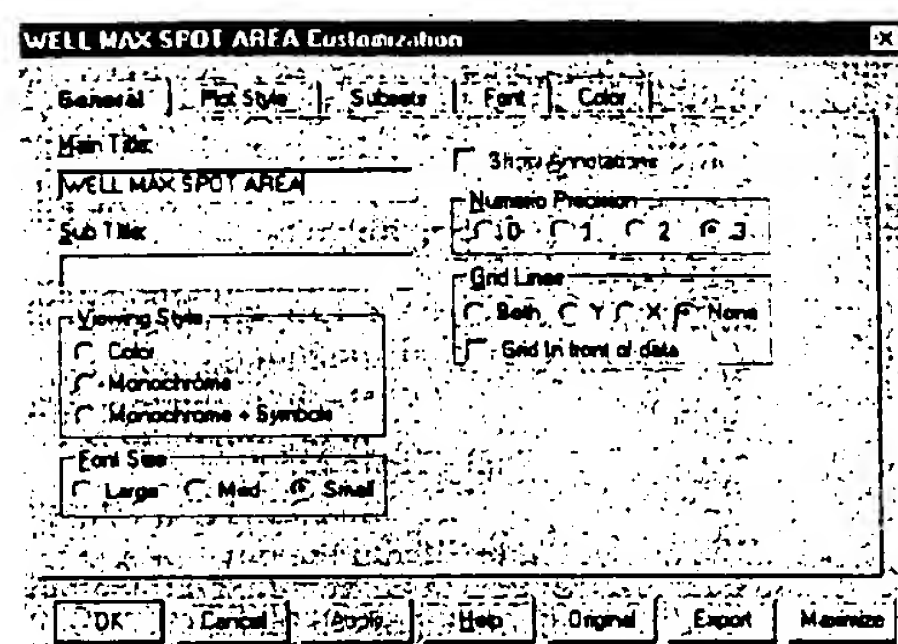 WELL MAX SPOT AREA Customization
General Plot Style Subsets Font Color
Main Title:
WELL MAX SPOT AREA
Sub Title:
Viewing Style
Color
Monochrome
Monochrome + Symbols
Font Size
Large Med Small
Show Annotations
Numeric Precision
0 1 2 3
Grid Lines
Both Y X None
Grid In front of data
OK Cancel Apply Help Original Export Maximize